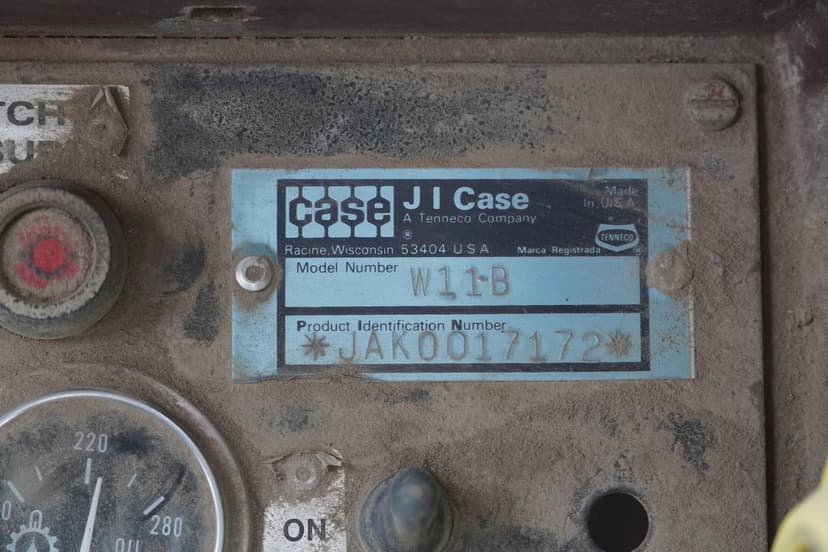 TCH
case
J I Case
A Tenneco Company
®
Made
In U.S.A.
TENNECO
Racine, Wisconsin 53404 U S A
Marca Registrada
Model Number
W11B
Product Identification Number
*JAK0017172*
220
280
OIL
ON